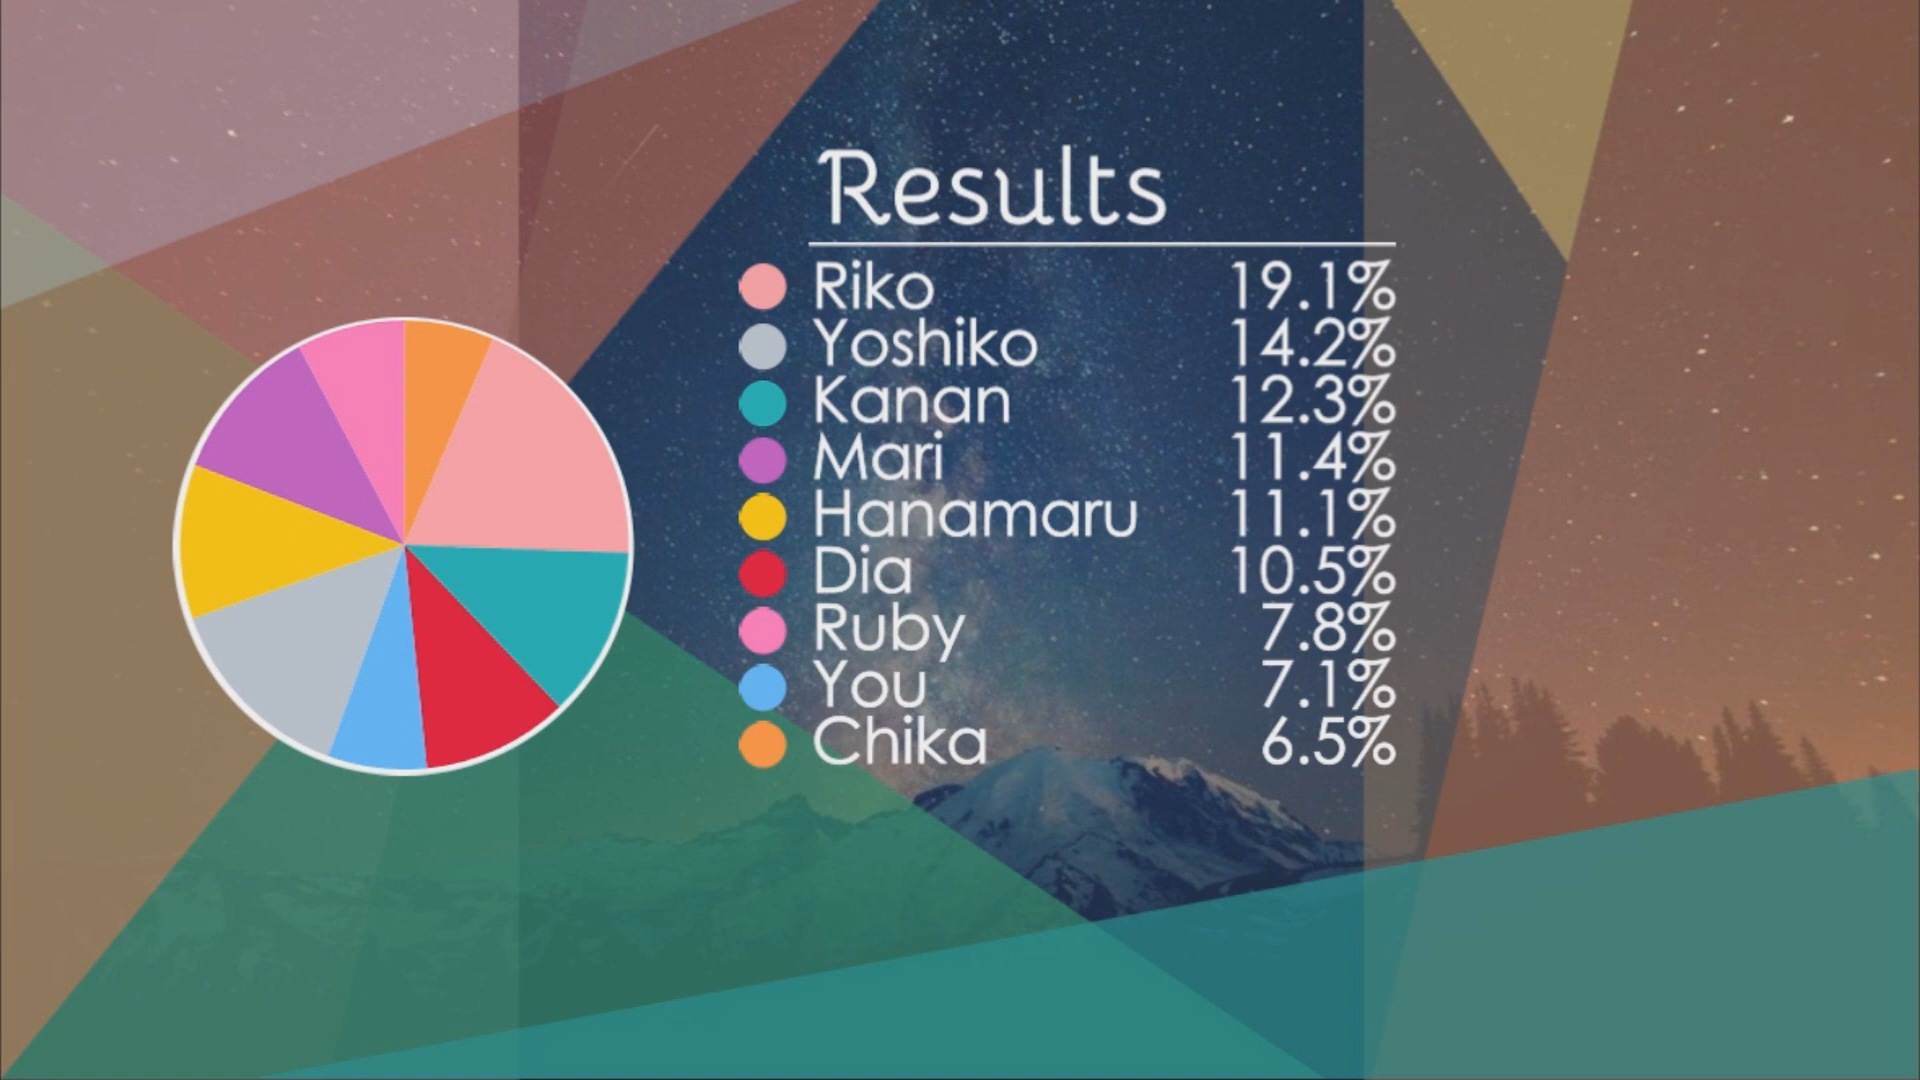 Results
Riko 19.1%
Yoshiko 14.2%
Kanan 12.3%
Mari 11.4%
Hanamaru 11.1%
Dia 10.5%
Ruby 7.8%
You 7.1%
Chika 6.5%